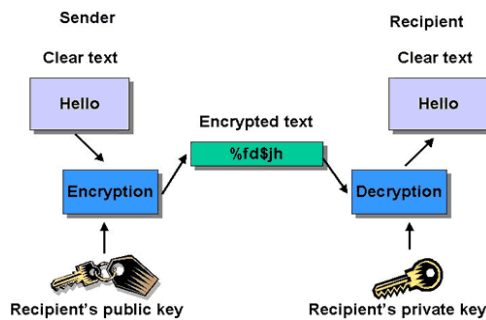 Sender
Recipient
Clear text
Clear text
Hello
Hello
Encrypted text
%fd$jh
Encryption
Decryption
Recipient's public key
Recipient's private key